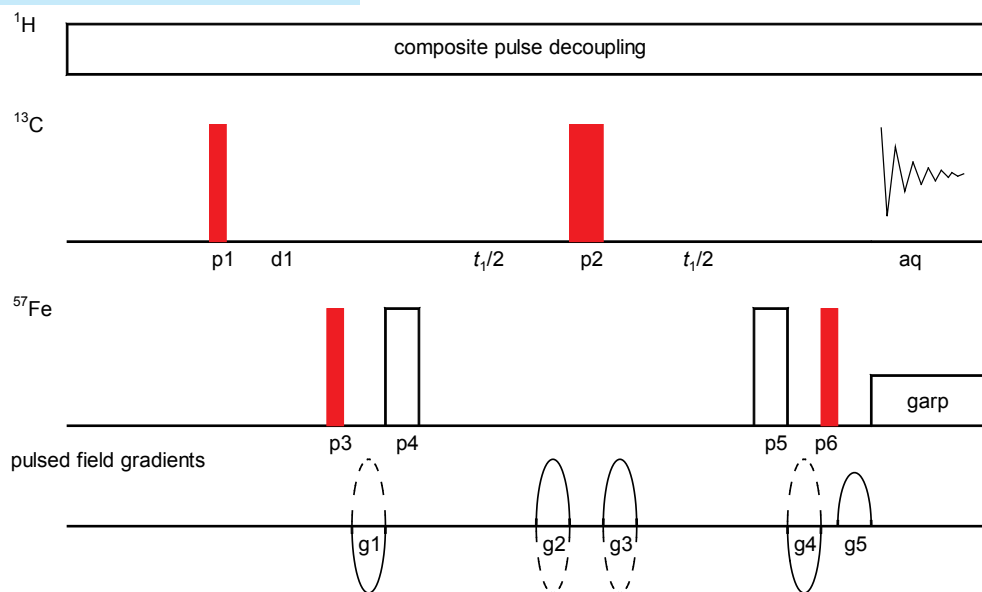 ¹H
composite pulse decoupling
¹³C
p1 d1 t₁/2 p2 t₁/2 aq
⁵⁷Fe
garp
p3 p4 p5 p6
pulsed field gradients
g1 g2 g3 g4 g5